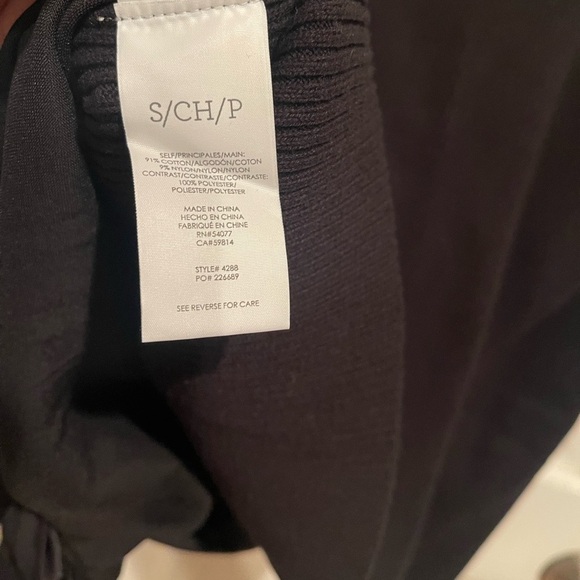 S/CH/P
SELF/PRINCIPALES/MAIN:
91% COTTON/ALGODÓN/COTON
9% NYLON/NYLON/NYLON
CONTRAST/CONTRASTE/CONTRASTE:
100% POLYESTER/
POLIÉSTER/POLYESTER
MADE IN CHINA
HECHO EN CHINA
FABRIQUÉ EN CHINE
RN#54077
CA#59814
STYLE# 4288
PO# 226689
SEE REVERSE FOR CARE